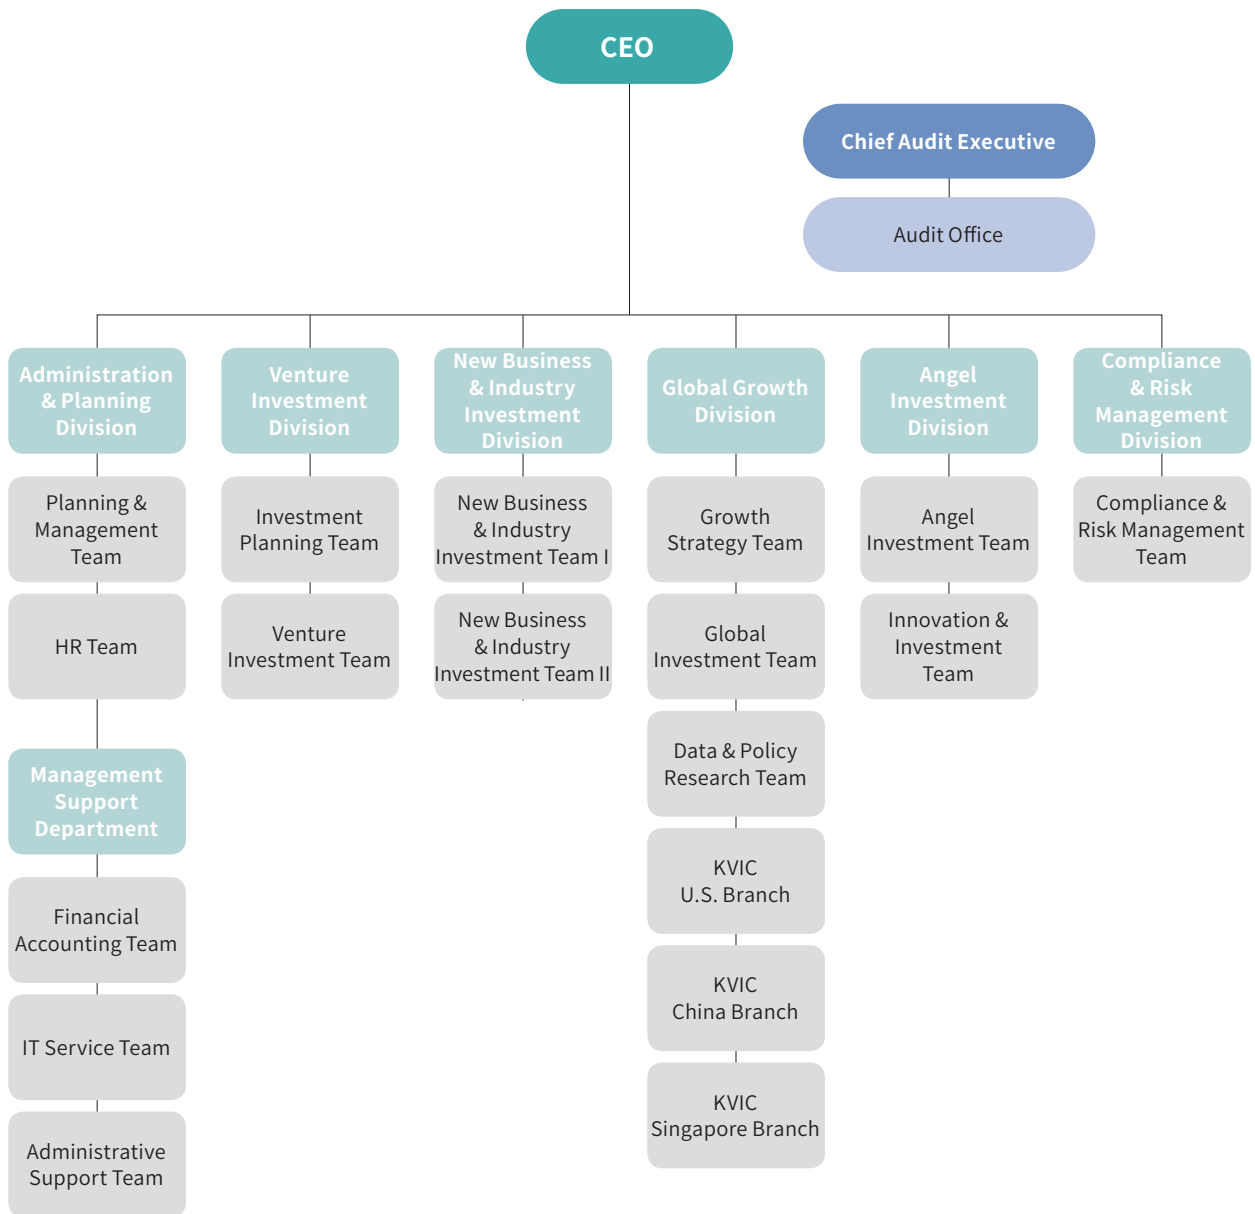 CEO
Chief Audit Executive
Audit Office
Administration
& Planning
Division
Planning &
Management
Team
HR Team
Management
Support
Department
Financial
Accounting Team
IT Service Team
Administrative
Support Team
Venture
Investment
Division
Investment
Planning Team
Venture
Investment Team
New Business
& Industry
Investment
Division
New Business
& Industry
Investment Team I
New Business
& Industry
Investment Team II
Global Growth
Division
Growth
Strategy Team
Global
Investment Team
Data & Policy
Research Team
KVIC
U.S. Branch
KVIC
China Branch
KVIC
Singapore Branch
Angel
Investment
Division
Angel
Investment Team
Innovation &
Investment
Team
Compliance
& Risk
Management
Division
Compliance &
Risk Management
Team